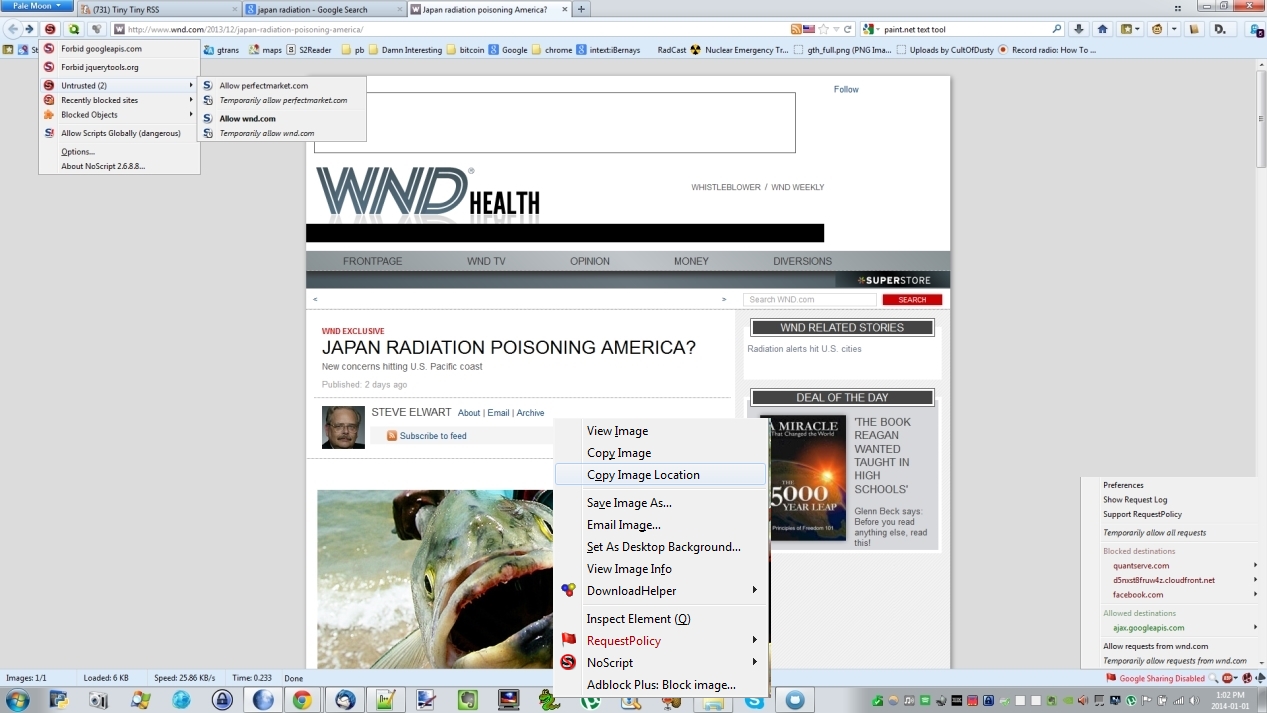 Pale Moon
(731) Tiny Tiny RSS
japan radiation - Google Search
Japan radiation poisoning America?
http://www.wnd.com/2013/12/japan-radiation-poisoning-america/
paint.net text tool
gtrans
maps
S2Reader
pb
Damn Interesting
bitcoin
Google
chrome
intextiBernays
RadCast
Nuclear Emergency Tr...
gth_full.png (PNG Ima...
Uploads by CultOfDusty
Record radio: How To ...
Forbid googleapis.com
Forbid jquerytools.org
Untrusted (2)
Recently blocked sites
Blocked Objects
Allow Scripts Globally (dangerous)
Options...
About NoScript 2.6.8.8...
Allow perfectmarket.com
Temporarily allow perfectmarket.com
Allow wnd.com
Temporarily allow wnd.com
Follow
WND® HEALTH
WHISTLEBLOWER / WND WEEKLY
FRONTPAGE WND TV OPINION MONEY DIVERSIONS
SUPERSTORE
< >
Search WND.com
SEARCH
WND EXCLUSIVE
JAPAN RADIATION POISONING AMERICA?
New concerns hitting U.S. Pacific coast
Published: 2 days ago
STEVE ELWART About | Email | Archive
Subscribe to feed
WND RELATED STORIES
Radiation alerts hit U.S. cities
DEAL OF THE DAY
A MIRACLE
That Changed the World
THE
5000
YEAR LEAP
Principles of Freedom 101
'THE BOOK
REAGAN
WANTED
TAUGHT IN
HIGH
SCHOOLS'
Glenn Beck says:
Before you read
anything else, read
this!
View Image
Copy Image
Copy Image Location
Save Image As...
Email Image...
Set As Desktop Background...
View Image Info
DownloadHelper
Inspect Element (Q)
RequestPolicy
NoScript
Adblock Plus: Block image...
Preferences
Show Request Log
Support RequestPolicy
Temporarily allow all requests
Blocked destinations
quantserve.com
d5nxst8fruw4z.cloudfront.net
facebook.com
Allowed destinations
ajax.googleapis.com
Allow requests from wnd.com
Temporarily allow requests from wnd.com
Images: 1/1
Loaded: 6 KB
Speed: 25.86 KB/s
Time: 0.233
Done
Google Sharing Disabled
1:02 PM
2014-01-01